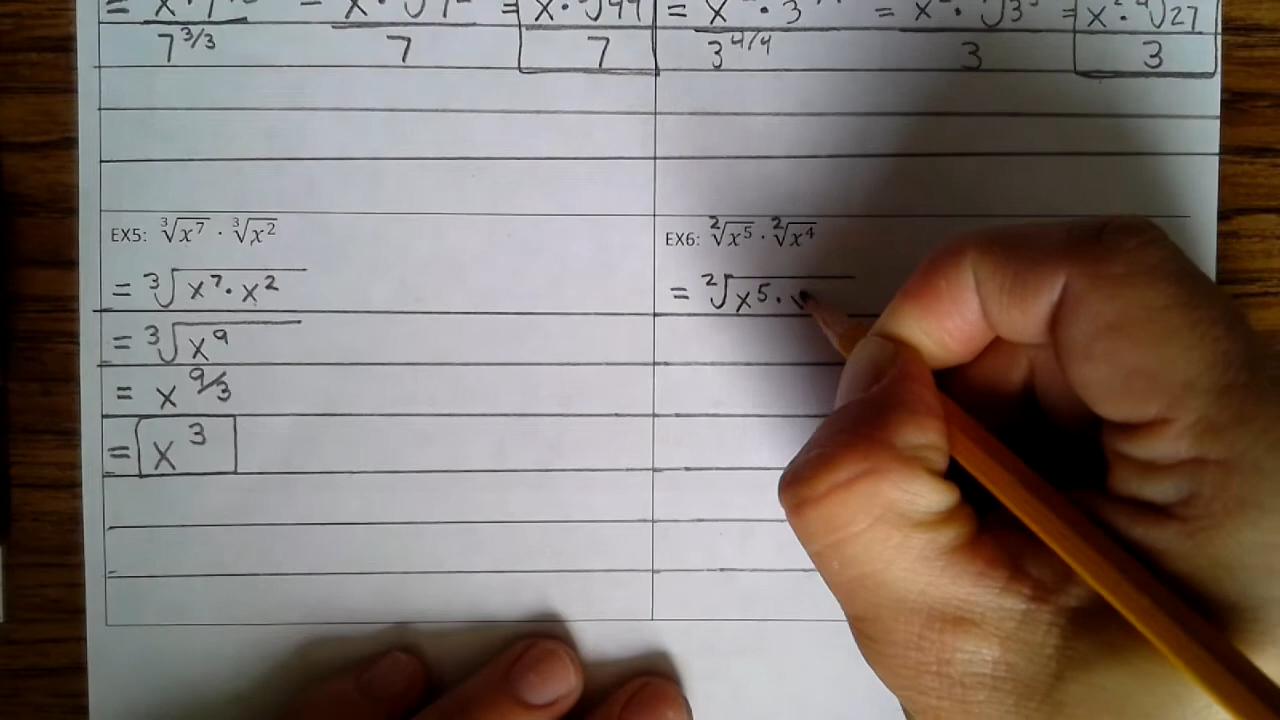 7^{3/3} 7 7 3^{4/4} 3 3
EX5: ∛x⁷ · ∛x²
= ∛x⁷ · x²
= ∛x⁹
= x^{9/3}
= x³
EX6: ²√x⁵ · ²√x⁴
= ²√x⁵ ·